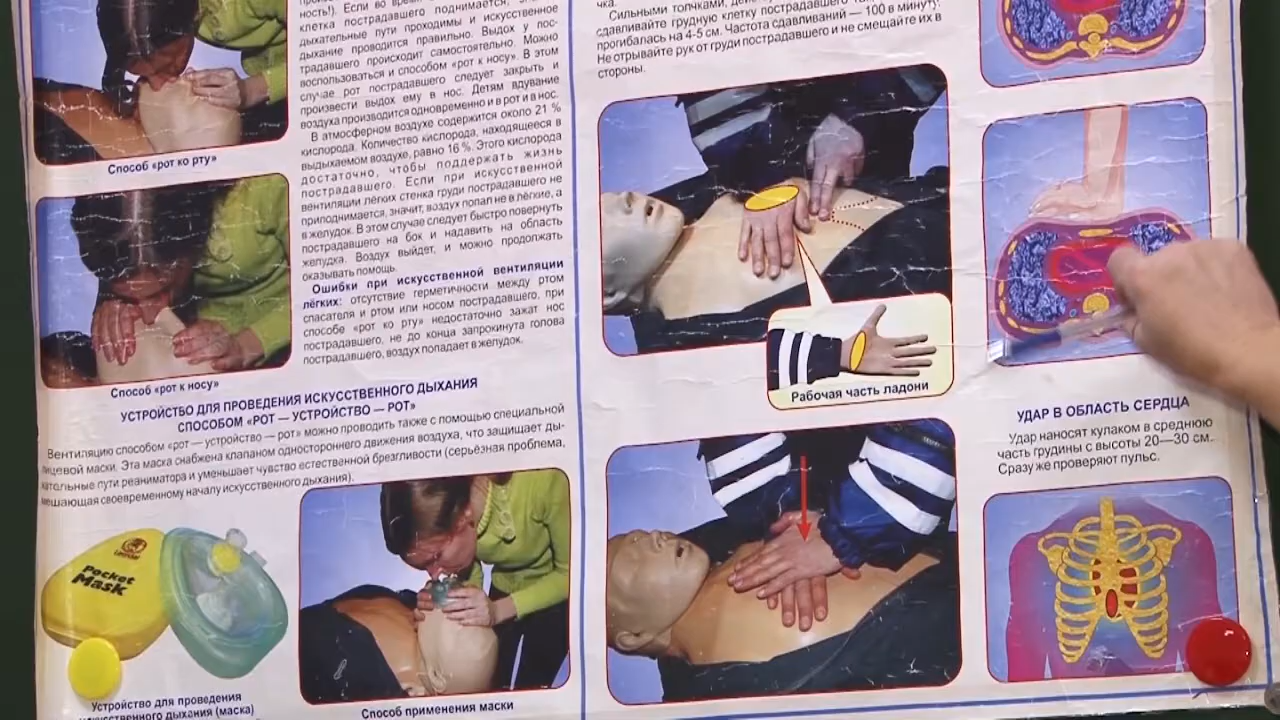 ность!). Если во время
клетка пострадавшего поднимается,
дыхательные пути проходимы и искусственное
дыхание проводится правильно. Выдох у пос-
традавшего происходит самостоятельно. Можно
воспользоваться и способом «рот к носу». В этом
случае рот пострадавшего следует закрыть и
произвести выдох ему в нос. Детям вдувание
воздуха производится одновременно и в рот и в нос.
В атмосферном воздухе содержится около 21 %
кислорода. Количество кислорода, находящееся в
выдыхаемом воздухе, равно 16 %. Этого кислорода
достаточно, чтобы поддержать жизнь
пострадавшего. Если при искусственной
вентиляции лёгких стенка груди пострадавшего не
приподнимается, значит, воздух попал не в лёгкие, а
в желудок. В этом случае следует быстро повернуть
пострадавшего на бок и надавить на область
желудка. Воздух выйдет, и можно продолжать
оказывать помощь.
Ошибки при искусственной вентиляции
лёгких: отсутствие герметичности между ртом
спасателя и ртом или носом пострадавшего, при
способе «рот ко рту» недостаточно зажат нос
пострадавшего, не до конца запрокинута голова
пострадавшего, воздух попадает в желудок.
Способ «рот ко рту»
Способ «рот к носу»
УСТРОЙСТВО ДЛЯ ПРОВЕДЕНИЯ ИСКУССТВЕННОГО ДЫХАНИЯ
СПОСОБОМ «РОТ — УСТРОЙСТВО — РОТ»
Вентиляцию способом «рот — устройство — рот» можно проводить также с помощью специальной
лицевой маски. Эта маска снабжена клапаном одностороннего движения воздуха, что защищает ды-
хательные пути реаниматора и уменьшает чувство естественной брезгливости (серьёзная проблема,
мешающая своевременному началу искусственного дыхания).
Laerdal
Pocket
Mask
Устройство для проведения
искусственного дыхания (маска)
Способ применения маски
чка.
Сильными толчками,
сдавливайте грудную клетку пострадавшего
прогибалась на 4-5 см. Частота сдавливаний — 100 в минуту.
Не отрывайте рук от груди пострадавшего и не смещайте их в
стороны.
Рабочая часть ладони
УДАР В ОБЛАСТЬ СЕРДЦА
Удар наносят кулаком в среднюю
часть грудины с высоты 20—30 см.
Сразу же проверяют пульс.